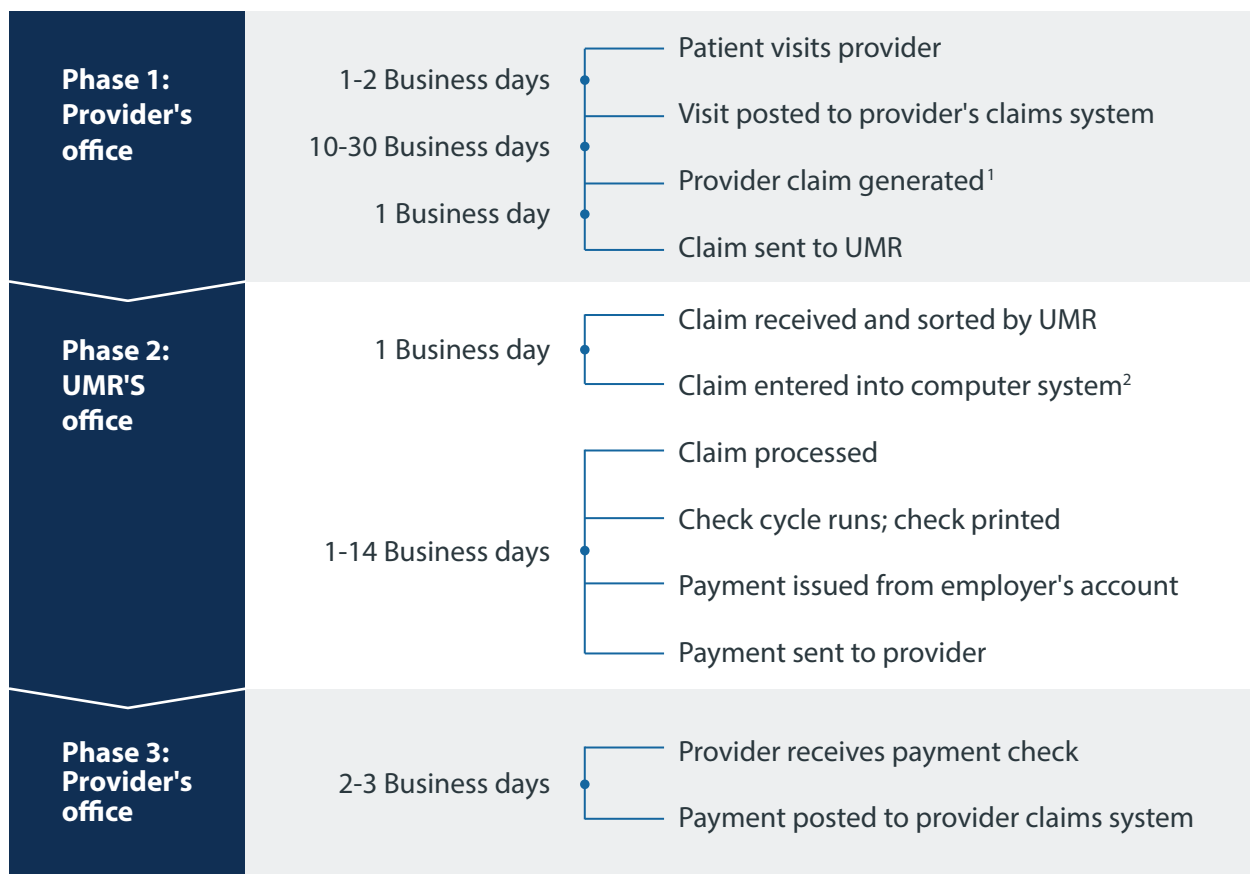 Phase 1:
Provider's
office
1-2 Business days
10-30 Business days
1 Business day
Patient visits provider
Visit posted to provider's claims system
Provider claim generated¹
Claim sent to UMR
Phase 2:
UMR'S
office
1 Business day
Claim received and sorted by UMR
Claim entered into computer system²
1-14 Business days
Claim processed
Check cycle runs; check printed
Payment issued from employer's account
Payment sent to provider
Phase 3:
Provider's
office
2-3 Business days
Provider receives payment check
Payment posted to provider claims system